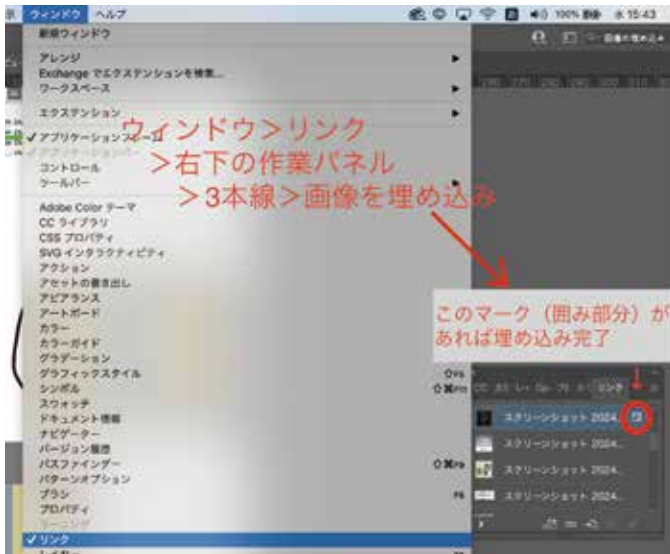 ウィンドウ ヘルプ
100%
水 15:43
新規ウィンドウ
アレンジ
Exchange でエクステンションを検索...
ワークスペース
エクステンション
アプリケーションフレーム
コントロール
ツールバー
Adobe Color テーマ
CC ライブラリ
CSS プロパティ
SVG インタラクティビティ
アクション
アセットの書き出し
アピアランス
アートボード
カラー
カラーガイド
グラデーション
グラフィックスタイル
シンボル
スウォッチ
ドキュメント情報
ナビゲーター
バージョン履歴
パスファインダー
パターンオプション
ブラシ
プロパティ
リンク
ウィンドウ>リンク
>右下の作業パネル
>3本線>画像を埋め込み
このマーク（囲み部分）が
あれば埋め込み完了
リンク
スクリーンショット 2024...
スクリーンショット 2024...
スクリーンショット 2024...
スクリーンショット 2024...